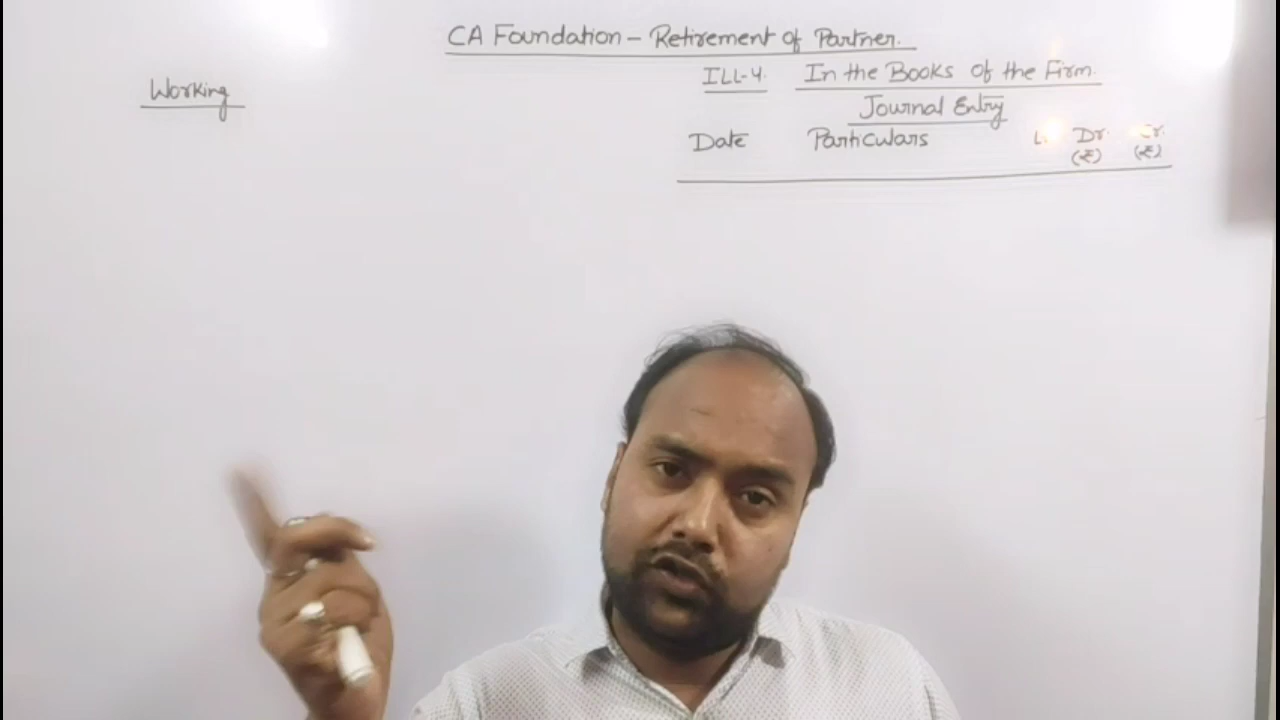 CA Foundation - Retirement of Partner.
Working
ILL-4. In the Books of the Firm.
Journal Entry
Date Particulars Dr. Cr.
(₹) (₹)